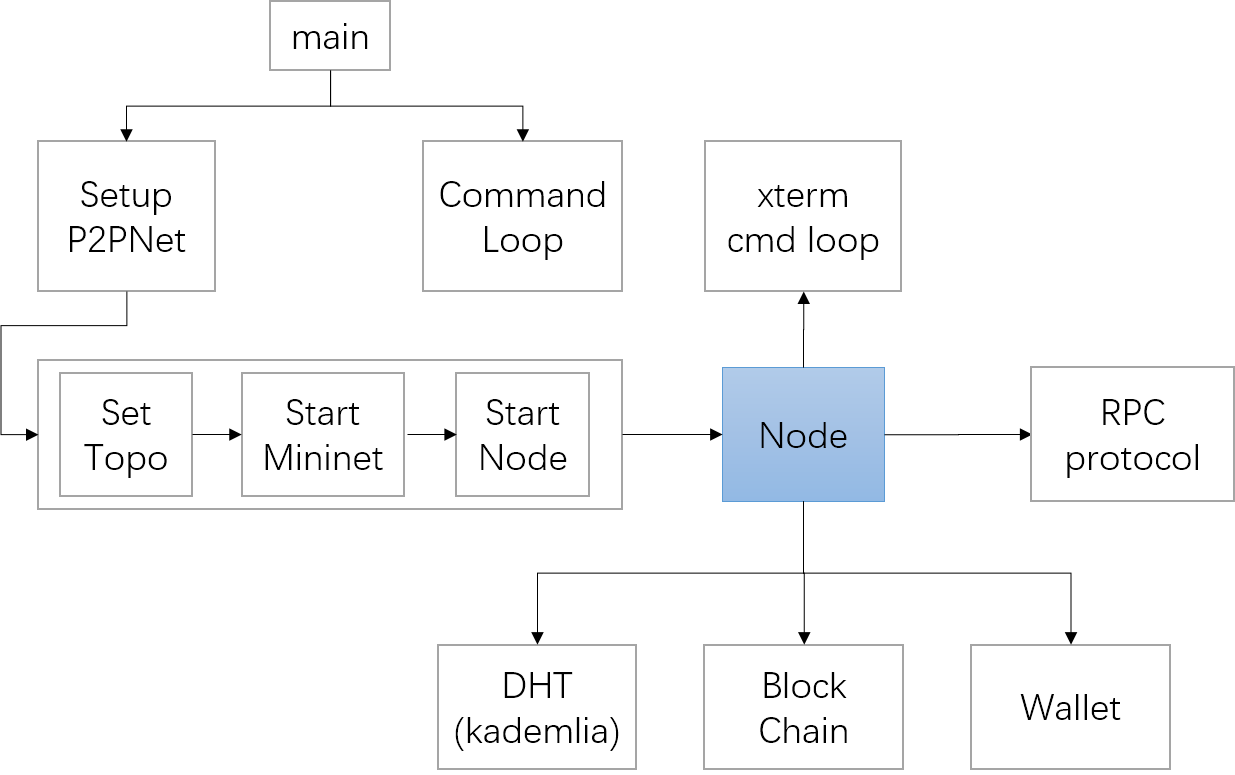 main
Setup
P2PNet
Command
Loop
xterm
cmd loop
Set
Topo
Start
Mininet
Start
Node
Node
RPC
protocol
DHT
(kademlia)
Block
Chain
Wallet